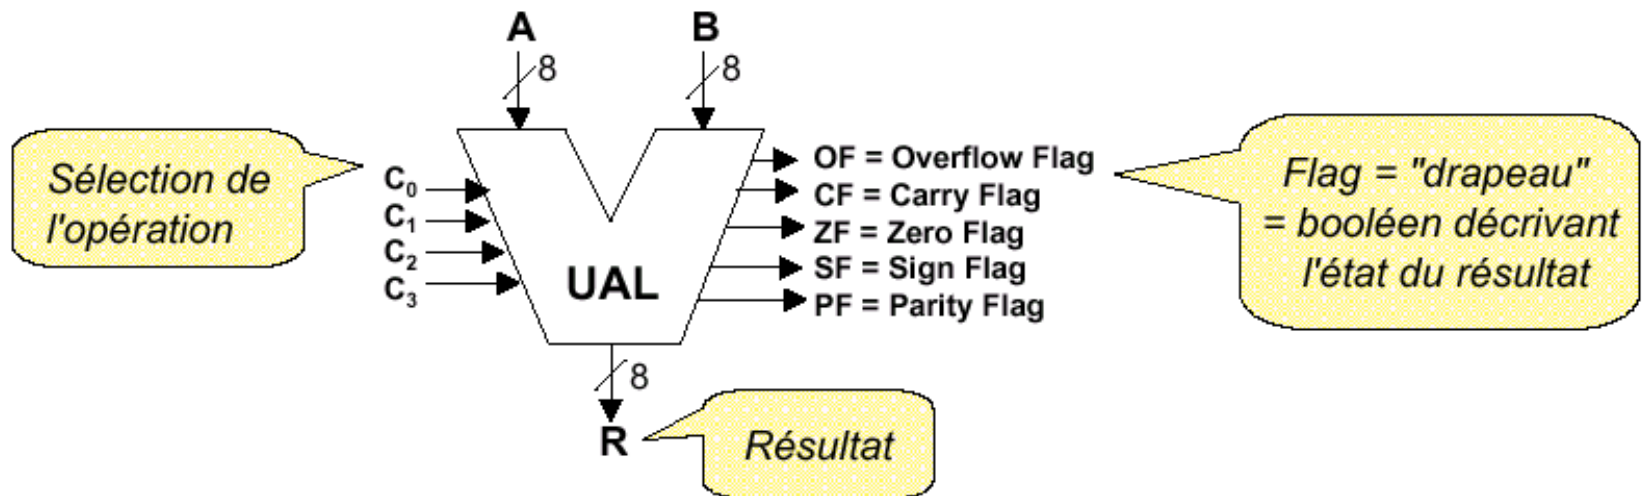 A
B
8
8
Sélection de
l'opération
C0
C1
C2
C3
UAL
OF = Overflow Flag
CF = Carry Flag
ZF = Zero Flag
SF = Sign Flag
PF = Parity Flag
Flag = "drapeau"
= booléen décrivant
l'état du résultat
8
R
Résultat